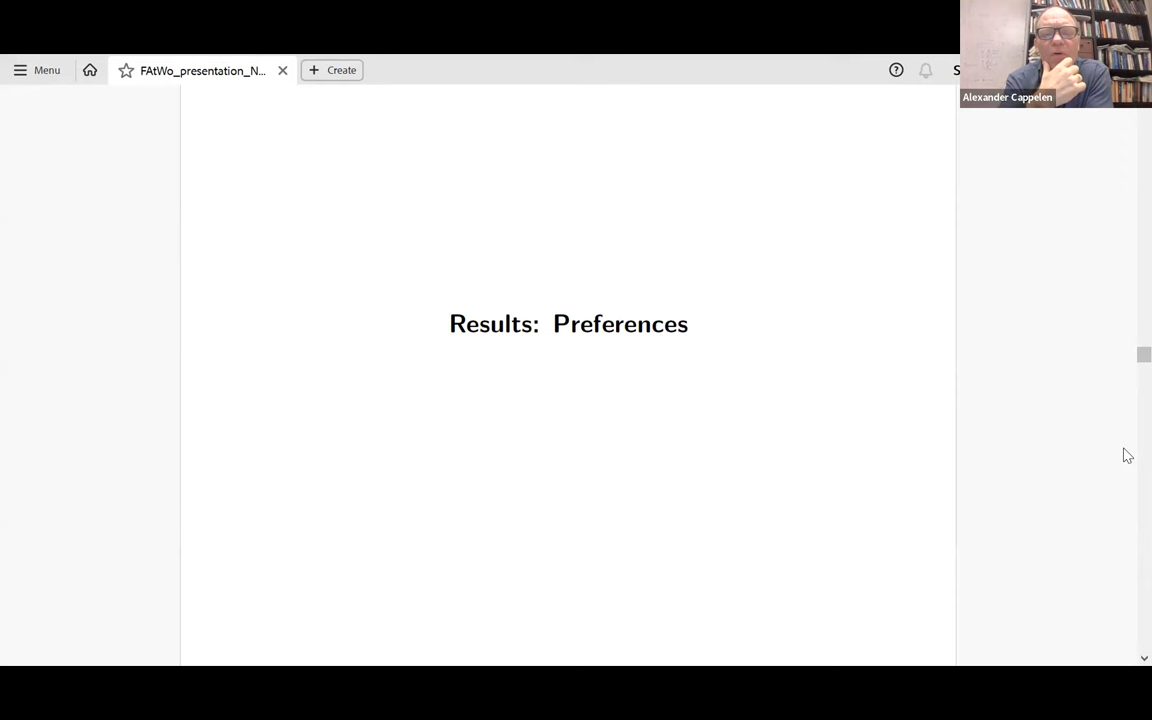 Menu
FAtWo_presentation_N...
Create
S
Alexander Cappelen
Results: Preferences